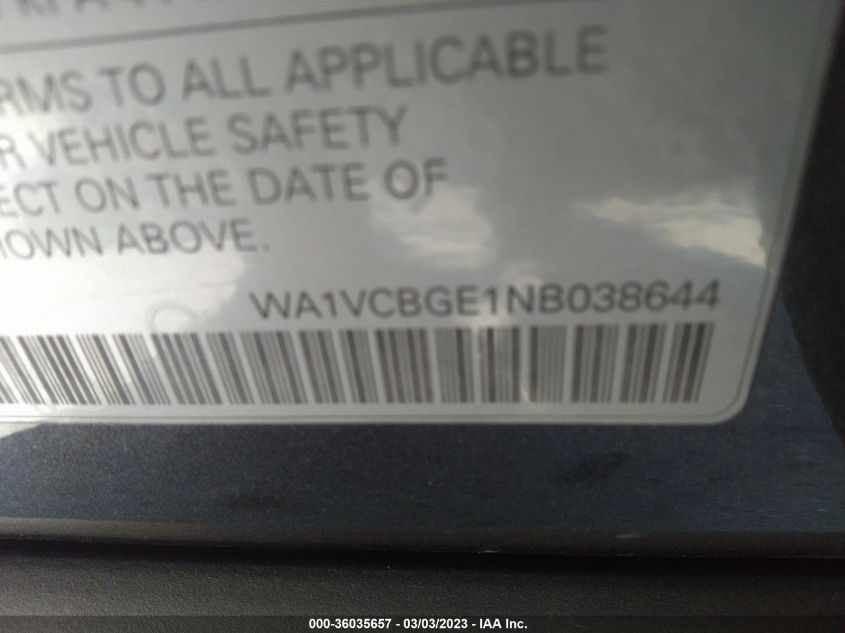 RMS TO ALL APPLICABLE
R VEHICLE SAFETY
ECT ON THE DATE OF
OWN ABOVE.
WA1VCBGE1NB038644
000-36035657 - 03/03/2023 - IAA Inc.